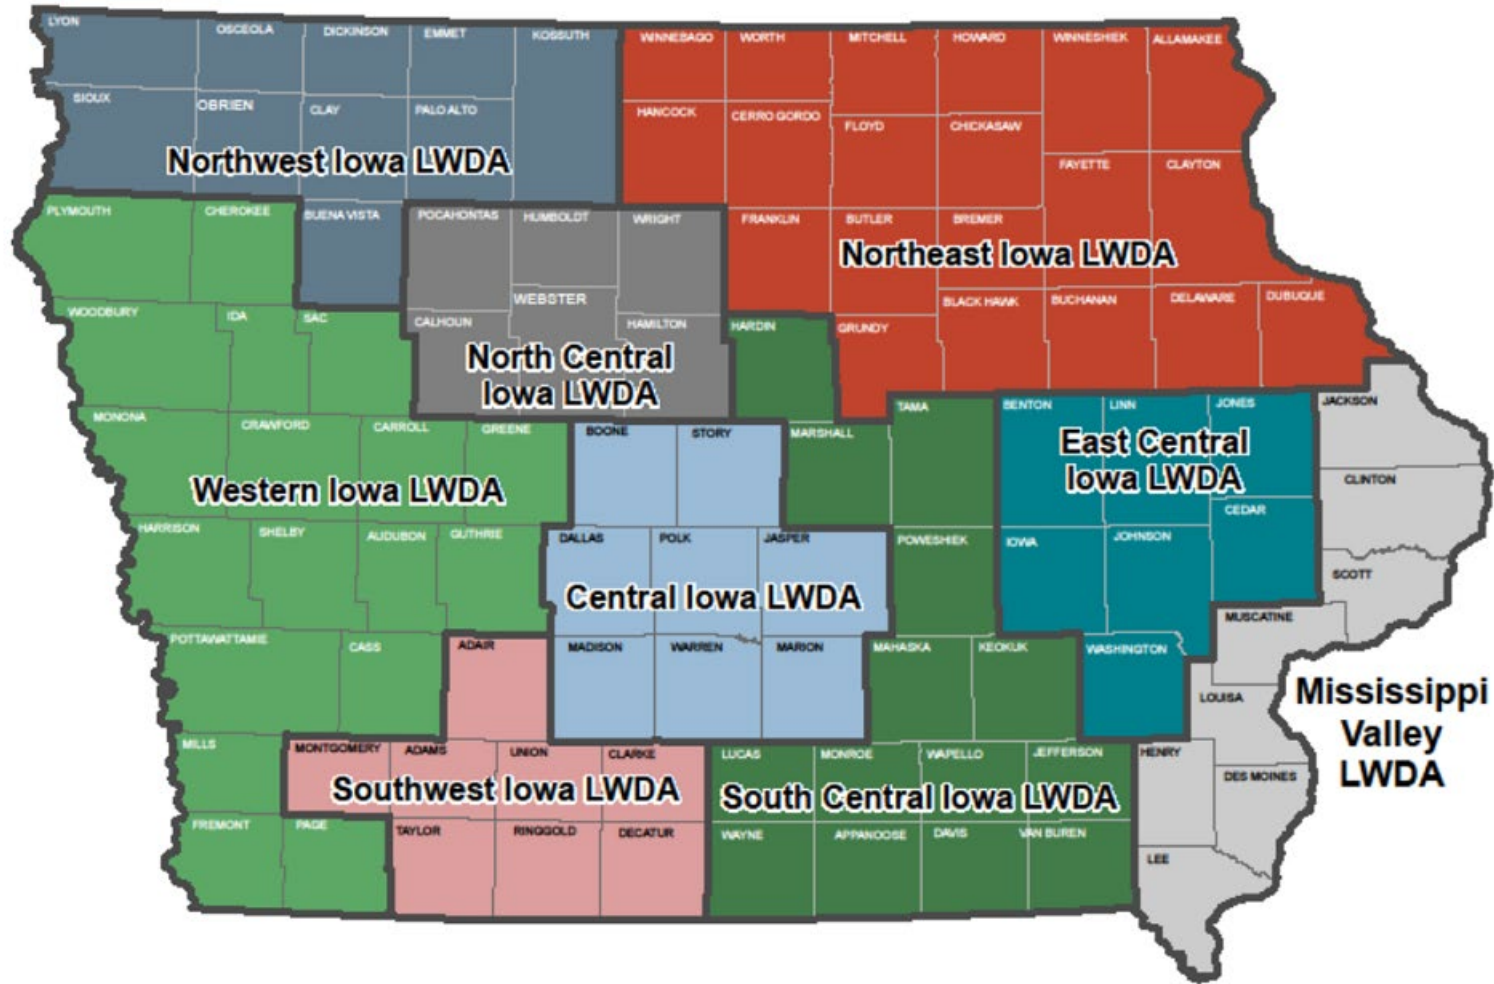 LYON
OSCEOLA
DICKINSON
EMMET
KOSSUTH
WINNEBAGO
WORTH
MITCHELL
HOWARD
WINNESHIEK
ALLAMAKEE
SIOUX
OBRIEN
CLAY
PALO ALTO
HANCOCK
CERRO GORDO
FLOYD
CHICKASAW
Northwest Iowa LWDA
FAYETTE
CLAYTON
PLYMOUTH
CHEROKEE
BUENA VISTA
POCAHONTAS
HUMBOLDT
WRIGHT
FRANKLIN
BUTLER
BREMER
Northeast Iowa LWDA
WEBSTER
BLACK HAWK
BUCHANAN
DELAWARE
DUBUQUE
WOODBURY
IDA
SAC
CALHOUN
HAMILTON
HARDIN
GRUNDY
North Central
Iowa LWDA
MONONA
CRAWFORD
CARROLL
GREENE
BOONE
STORY
MARSHALL
TAMA
BENTON
LINN
JONES
JACKSON
East Central
Iowa LWDA
Western Iowa LWDA
CLINTON
CEDAR
HARRISON
SHELBY
AUDUBON
GUTHRIE
DALLAS
POLK
JASPER
POWESHIEK
IOWA
JOHNSON
SCOTT
Central Iowa LWDA
MUSCATINE
POTTAWATTAMIE
CASS
ADAIR
MADISON
WARREN
MARION
MAHASKA
KEOKUK
WASHINGTON
LOUISA
Mississippi
Valley
LWDA
MILLS
MONTGOMERY
ADAMS
UNION
CLARKE
LUCAS
MONROE
WAPELLO
JEFFERSON
HENRY
DES MOINES
Southwest Iowa LWDA
South Central Iowa LWDA
FREMONT
PAGE
TAYLOR
RINGGOLD
DECATUR
WAYNE
APPANOOSE
DAVIS
VAN BUREN
LEE